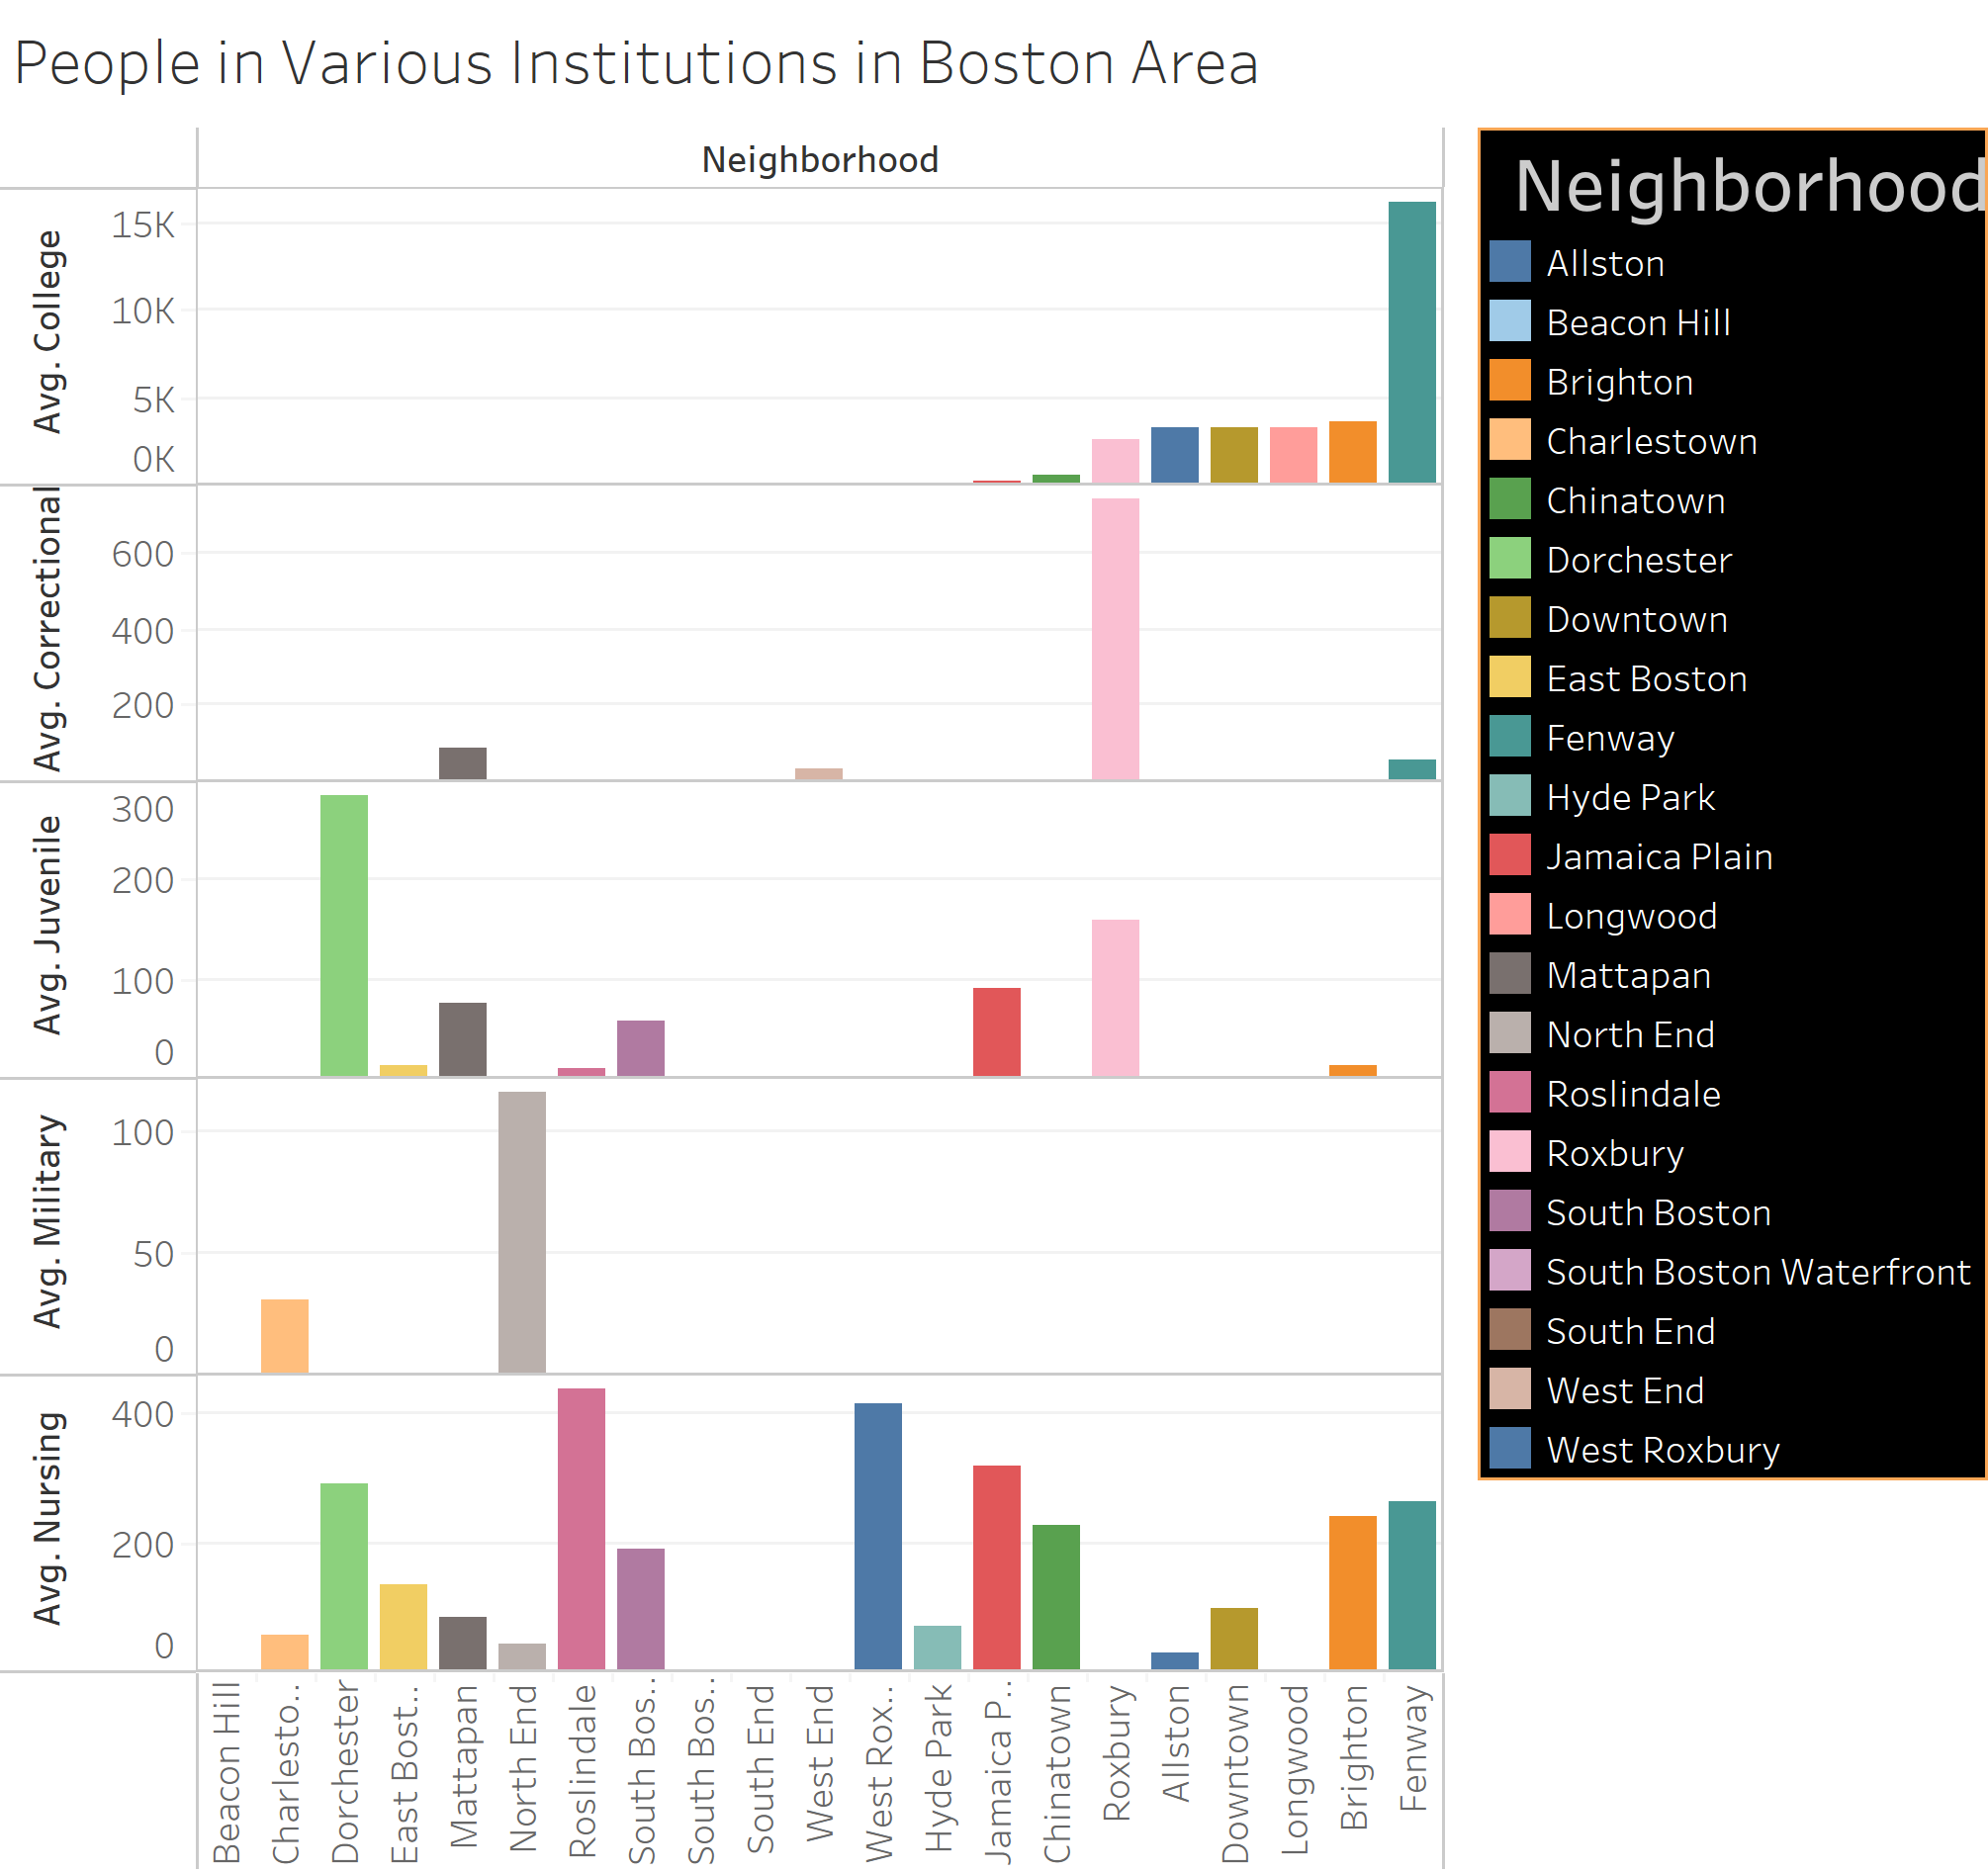 People in Various Institutions in Boston Area
Neighborhood
Avg. College
15K
10K
5K
0K
Avg. Correctional
600
400
200
Avg. Juvenile
300
200
100
0
Avg. Military
100
50
0
Avg. Nursing
400
200
0
Beacon Hill
Charlesto..
Dorchester
East Bost..
Mattapan
North End
Roslindale
South Bos..
South Bos..
South End
West End
West Rox..
Hyde Park
Jamaica P..
Chinatown
Roxbury
Allston
Downtown
Longwood
Brighton
Fenway
Neighborhood
Allston
Beacon Hill
Brighton
Charlestown
Chinatown
Dorchester
Downtown
East Boston
Fenway
Hyde Park
Jamaica Plain
Longwood
Mattapan
North End
Roslindale
Roxbury
South Boston
South Boston Waterfront
South End
West End
West Roxbury